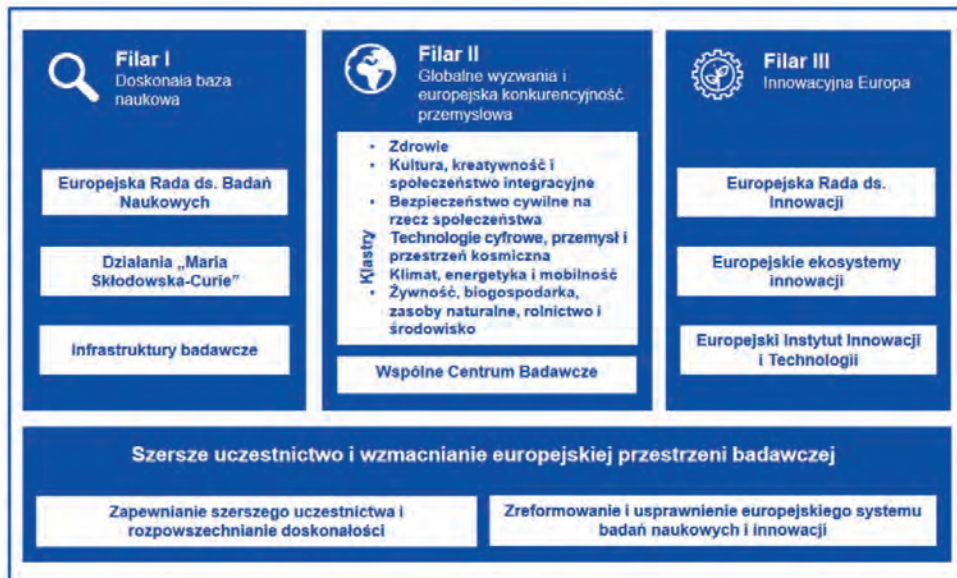 Filar I
Doskonała baza
naukowa
Europejska Rada ds. Badań
Naukowych
Działania „Maria
Skłodowska-Curie”
Infrastruktury badawcze
Filar II
Globalne wyzwania i
europejska konkurencyjność
przemysłowa
Klastry
• Zdrowie
• Kultura, kreatywność i
społeczeństwo integracyjne
• Bezpieczeństwo cywilne na
rzecz społeczeństwa
Technologie cyfrowe, przemysł i
przestrzeń kosmiczna
Klimat, energetyka i mobilność
• Żywność, biogospodarka,
zasoby naturalne, rolnictwo i
środowisko
Wspólne Centrum Badawcze
Filar III
Innowacyjna Europa
Europejska Rada ds.
Innowacji
Europejskie ekosystemy
innowacji
Europejski Instytut Innowacji
i Technologii
Szersze uczestnictwo i wzmacnianie europejskiej przestrzeni badawczej
Zapewnianie szerszego uczestnictwa i
rozpowszechnianie doskonałości
Zreformowanie i usprawnienie europejskiego systemu
badań naukowych i innowacji